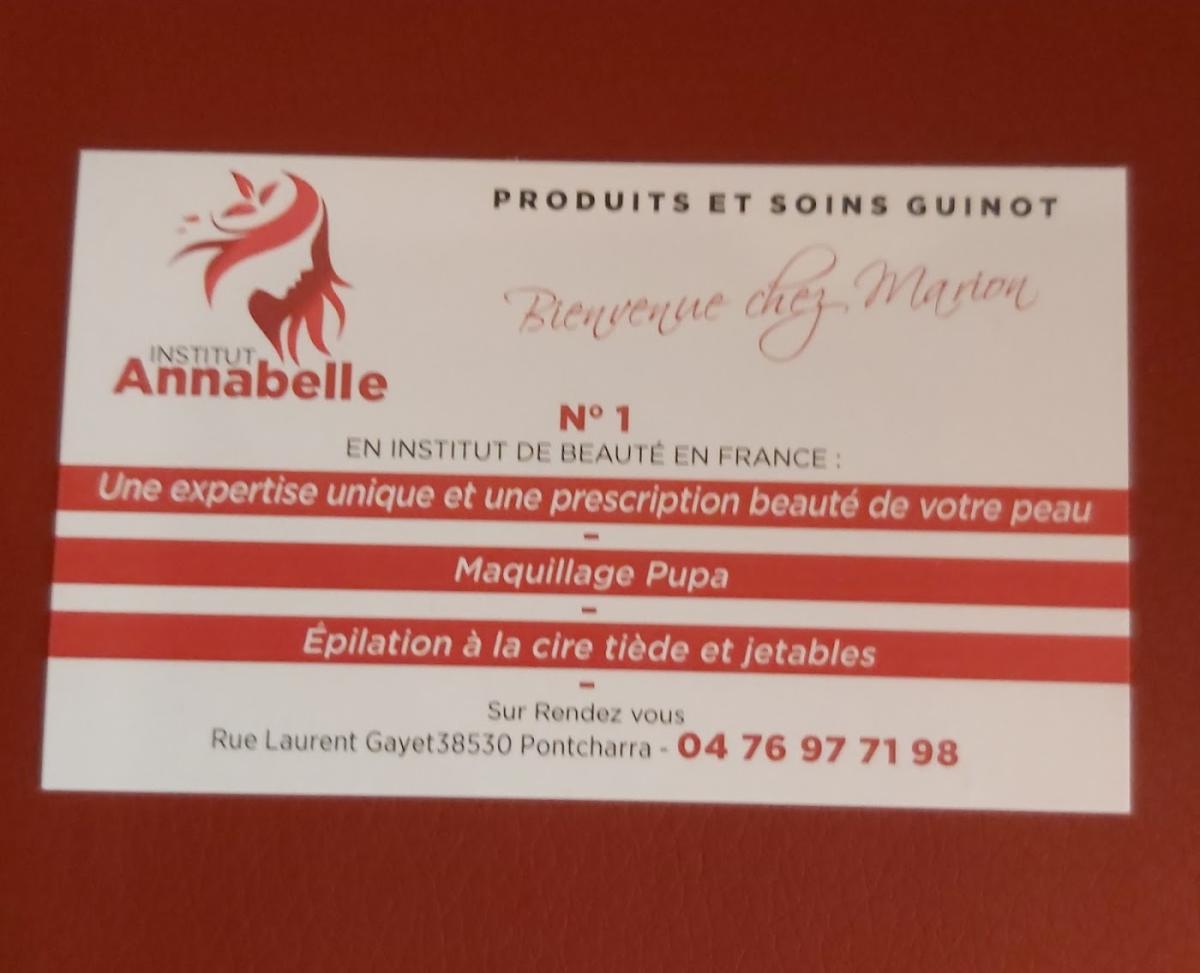 INSTITUT
Annabelle
PRODUITS ET SOINS GUINOT
Bienvenue chez Marion
N° 1
EN INSTITUT DE BEAUTÉ EN FRANCE :
Une expertise unique et une prescription beauté de votre peau
-
Maquillage Pupa
-
Épilation à la cire tiède et jetables
-
Sur Rendez vous
Rue Laurent Gayet38530 Pontcharra - 04 76 97 71 98